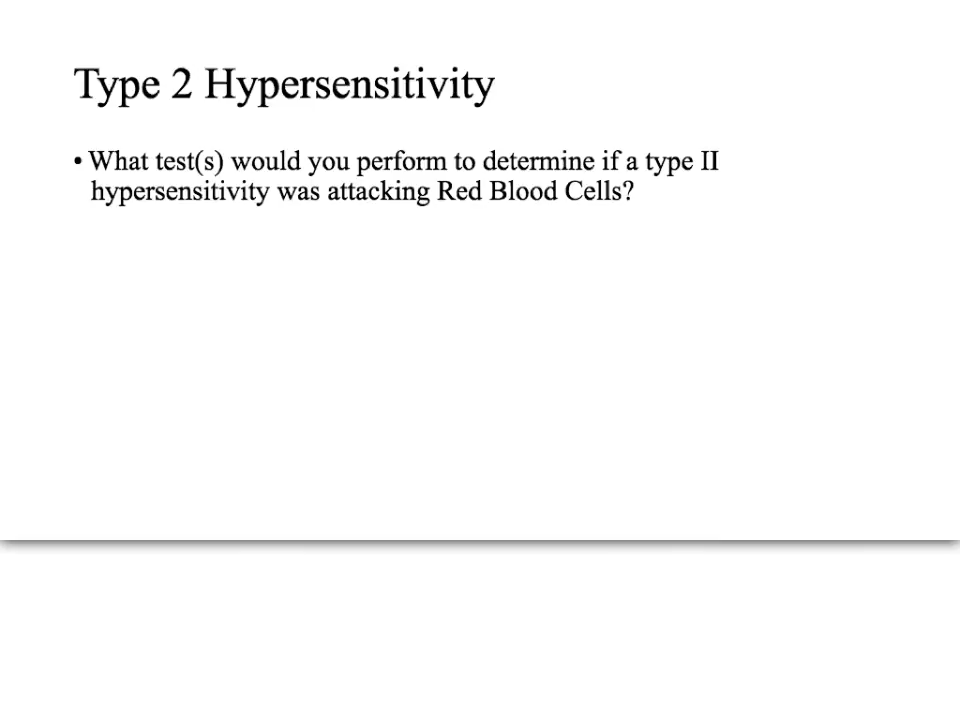 Type 2 Hypersensitivity
• What test(s) would you perform to determine if a type II
hypersensitivity was attacking Red Blood Cells?